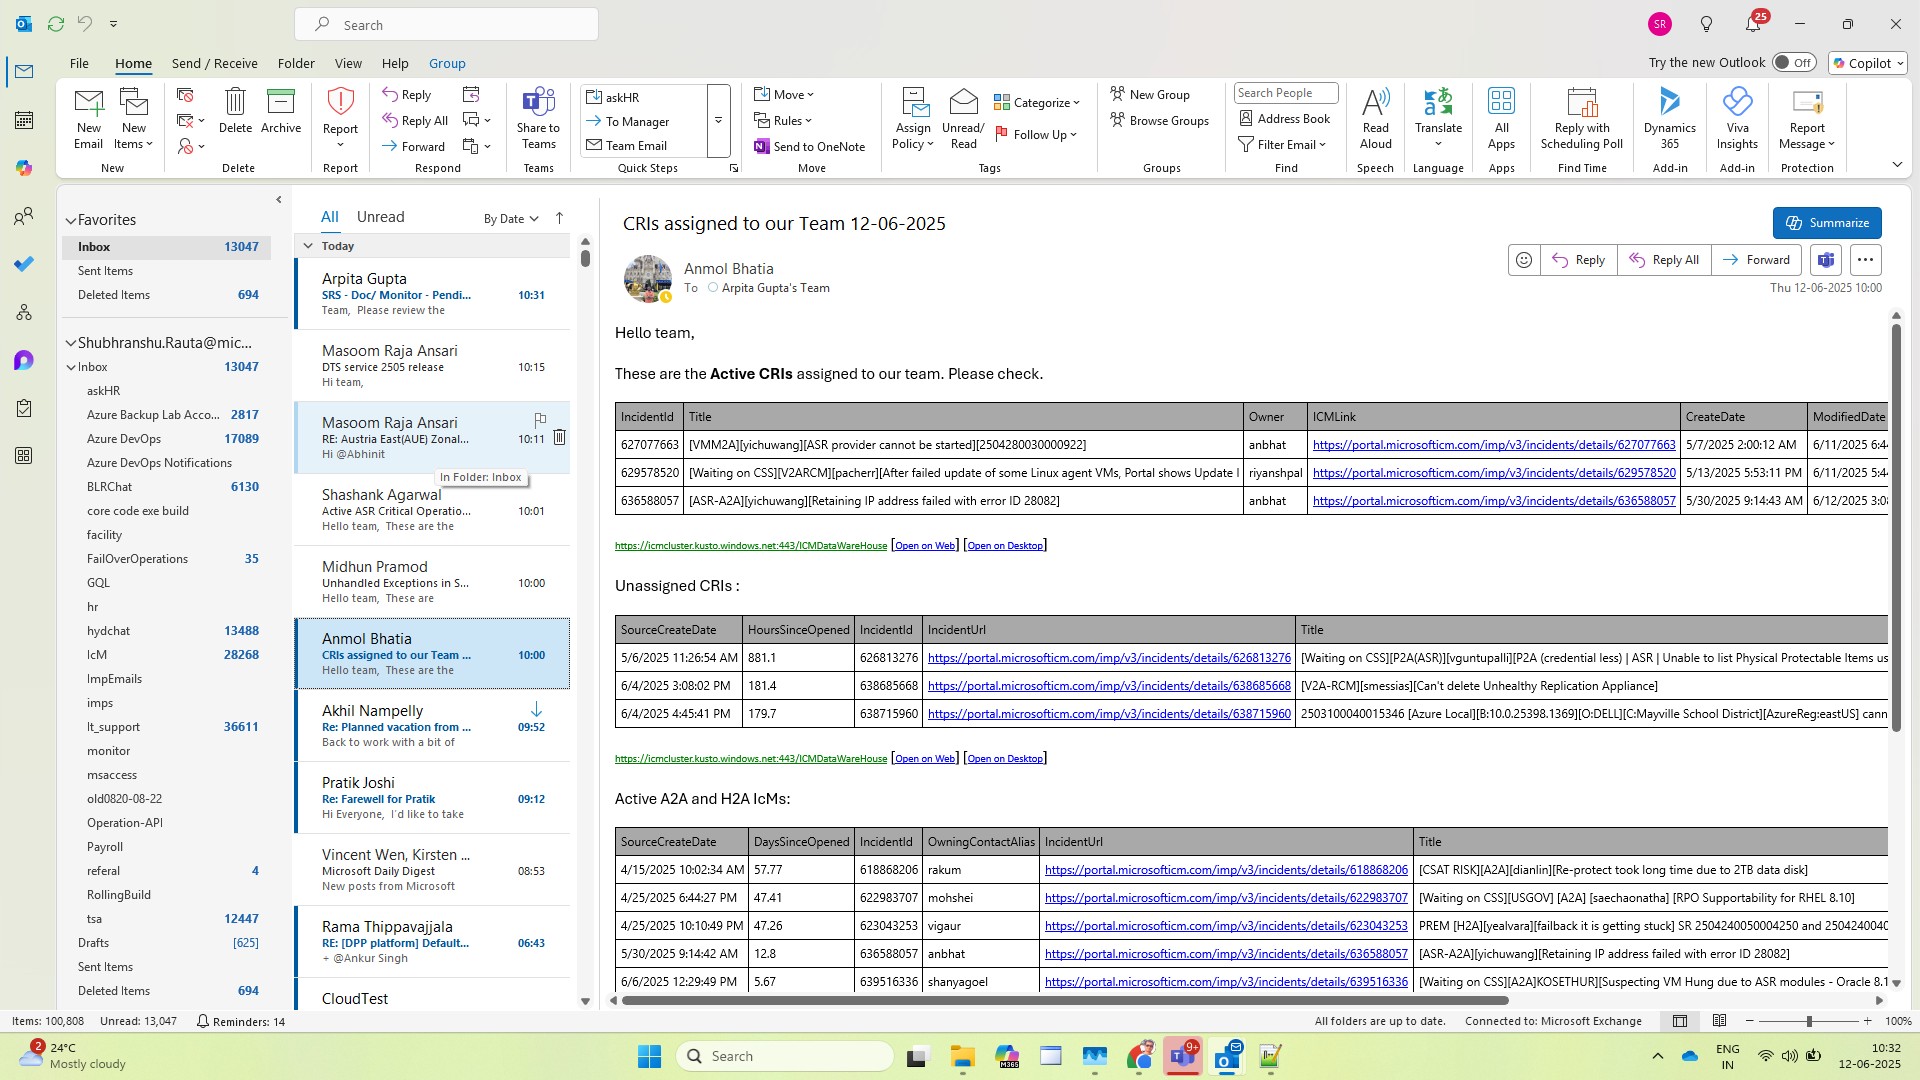 Search
SR
25
File Home Send / Receive Folder View Help Group
Try the new Outlook Off Copilot
New Email
New Items
Delete
Archive
Report
Reply
Reply All
Forward
Share to Teams
askHR
To Manager
Team Email
Move
Rules
Send to OneNote
Assign Policy
Unread/ Read
Categorize
Follow Up
New Group
Browse Groups
Search People
Address Book
Filter Email
Read Aloud
Translate
All Apps
Reply with Scheduling Poll
Dynamics 365
Viva Insights
Report Message
New Delete Report Respond Teams Quick Steps Move Tags Groups Find Speech Language Apps Find Time Add-in Add-in Protection
Favorites
Inbox 13047
Sent Items
Deleted Items 694
Shubhranshu.Rauta@mic...
Inbox 13047
askHR
Azure Backup Lab Acco... 2817
Azure DevOps 17089
Azure DevOps Notifications
BLRChat 6130
core code exe build
facility
FailOverOperations 35
GQL
hr
hydchat 13488
IcM 28268
ImpEmails
imps
lt_support 36611
monitor
msaccess
old0820-08-22
Operation-API
Payroll
referal 4
RollingBuild
tsa 12447
Drafts [625]
Sent Items
Deleted Items 694
All Unread By Date
Today
Arpita Gupta
SRS - Doc/ Monitor - Pendi... 10:31
Team, Please review the
Masoom Raja Ansari
DTS service 2505 release 10:15
Hi team,
Masoom Raja Ansari
RE: Austria East(AUE) Zonal... 10:11
Hi @Abhinit
In Folder: Inbox
Shashank Agarwal
Active ASR Critical Operatio... 10:01
Hello team, These are the
Midhun Pramod
Unhandled Exceptions in S... 10:00
Hello team, These are
Anmol Bhatia
CRIs assigned to our Team ... 10:00
Hello team, These are the
Akhil Nampelly
Re: Planned vacation from ... 09:52
Back to work with a bit of
Pratik Joshi
Re: Farewell for Pratik 09:12
Hi Everyone, I'd like to take
Vincent Wen, Kirsten ...
Microsoft Daily Digest 08:53
New posts from Microsoft
Rama Thippavajjala
RE: [DPP platform] Default... 06:43
+ @Ankur Singh
CloudTest
CRIs assigned to our Team 12-06-2025
Summarize
Anmol Bhatia
To Arpita Gupta's Team
Reply Reply All Forward
Thu 12-06-2025 10:00
Hello team,
These are the Active CRIs assigned to our team. Please check.
IncidentId Title Owner ICMLink CreateDate ModifiedDate
627077663 [VMM2A][yichuwang][ASR provider cannot be started][2504280030000922] anbhat https://portal.microsofticm.com/imp/v3/incidents/details/627077663 5/7/2025 2:00:12 AM 6/11/2025 6:4
629578520 [Waiting on CSS][V2ARCM][pacherr][After failed update of some Linux agent VMs, Portal shows Update I riyanshpal https://portal.microsofticm.com/imp/v3/incidents/details/629578520 5/13/2025 5:53:11 PM 6/11/2025 5:4
636588057 [ASR-A2A][yichuwang][Retaining IP address failed with error ID 28082] anbhat https://portal.microsofticm.com/imp/v3/incidents/details/636588057 5/30/2025 9:14:43 AM 6/12/2025 3:0
https://icmcluster.kusto.windows.net:443/ICMDataWareHouse [Open on Web] [Open on Desktop]
Unassigned CRIs :
SourceCreateDate HoursSinceOpened IncidentId IncidentUrl Title
5/6/2025 11:26:54 AM 881.1 626813276 https://portal.microsofticm.com/imp/v3/incidents/details/626813276 [Waiting on CSS][P2A(ASR)][vguntupalli][P2A (credential less) | ASR | Unable to list Physical Protectable Items us
6/4/2025 3:08:02 PM 181.4 638685668 https://portal.microsofticm.com/imp/v3/incidents/details/638685668 [V2A-RCM][smessias][Can't delete Unhealthy Replication Appliance]
6/4/2025 4:45:41 PM 179.7 638715960 https://portal.microsofticm.com/imp/v3/incidents/details/638715960 2503100040015346 [Azure Local][B:10.0.25398.1369][O:DELL][C:Mayville School District][AzureReg:eastUS] cann
https://icmcluster.kusto.windows.net:443/ICMDataWareHouse [Open on Web] [Open on Desktop]
Active A2A and H2A IcMs:
SourceCreateDate DaysSinceOpened IncidentId OwningContactAlias IncidentUrl Title
4/15/2025 10:02:34 AM 57.77 618868206 rakum https://portal.microsofticm.com/imp/v3/incidents/details/618868206 [CSAT RISK][A2A][dianlin][Re-protect took long time due to 2TB data disk]
4/25/2025 6:44:27 PM 47.41 622983707 mohshei https://portal.microsofticm.com/imp/v3/incidents/details/622983707 [Waiting on CSS][USGOV] [A2A] [saechaonatha] [RPO Supportability for RHEL 8.10]
4/25/2025 10:10:49 PM 47.26 623043253 vigaur https://portal.microsofticm.com/imp/v3/incidents/details/623043253 PREM [H2A][yealvara][failback it is getting stuck] SR 2504240050004250 and 250424040
5/30/2025 9:14:42 AM 12.8 636588057 anbhat https://portal.microsofticm.com/imp/v3/incidents/details/636588057 [ASR-A2A][yichuwang][Retaining IP address failed with error ID 28082]
6/6/2025 12:29:49 PM 5.67 639516336 shanyagoel https://portal.microsofticm.com/imp/v3/incidents/details/639516336 [Waiting on CSS][A2A]KOSETHUR][Suspecting VM Hung due to ASR modules - Oracle 8.1
Items: 100,808 Unread: 13,047 Reminders: 14 All folders are up to date. Connected to: Microsoft Exchange 100%
2
24°C
Mostly cloudy
Search
M365
9+
ENG
IN
10:32
12-06-2025